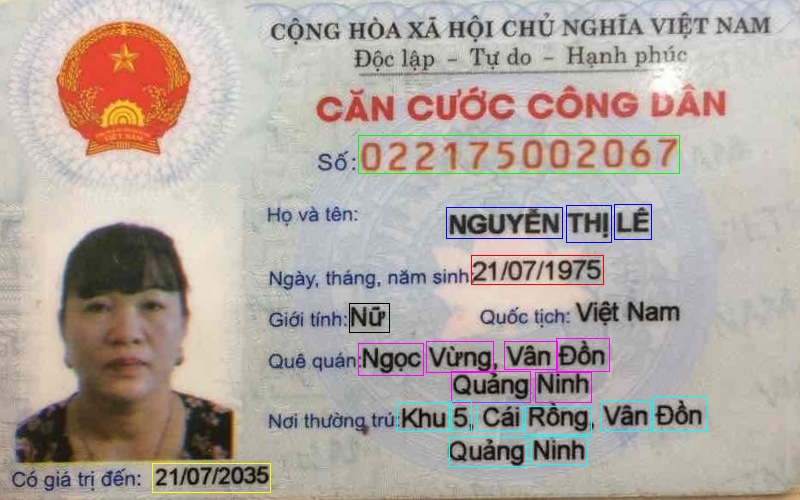 CỘNG HÒA XÃ HỘI CHỦ NGHĨA VIỆT NAM
Độc lập - Tự do - Hạnh phúc
CĂN CƯỚC CÔNG DÂN
Số: 022175002067
Họ và tên: NGUYỄN THỊ LÊ
Ngày, tháng, năm sinh: 21/07/1975
Giới tính: Nữ Quốc tịch: Việt Nam
Quê quán: Ngọc Vừng, Vân Đồn
Quảng Ninh
Nơi thường trú: Khu 5, Cái Rồng, Vân Đồn
Quảng Ninh
Có giá trị đến: 21/07/2035